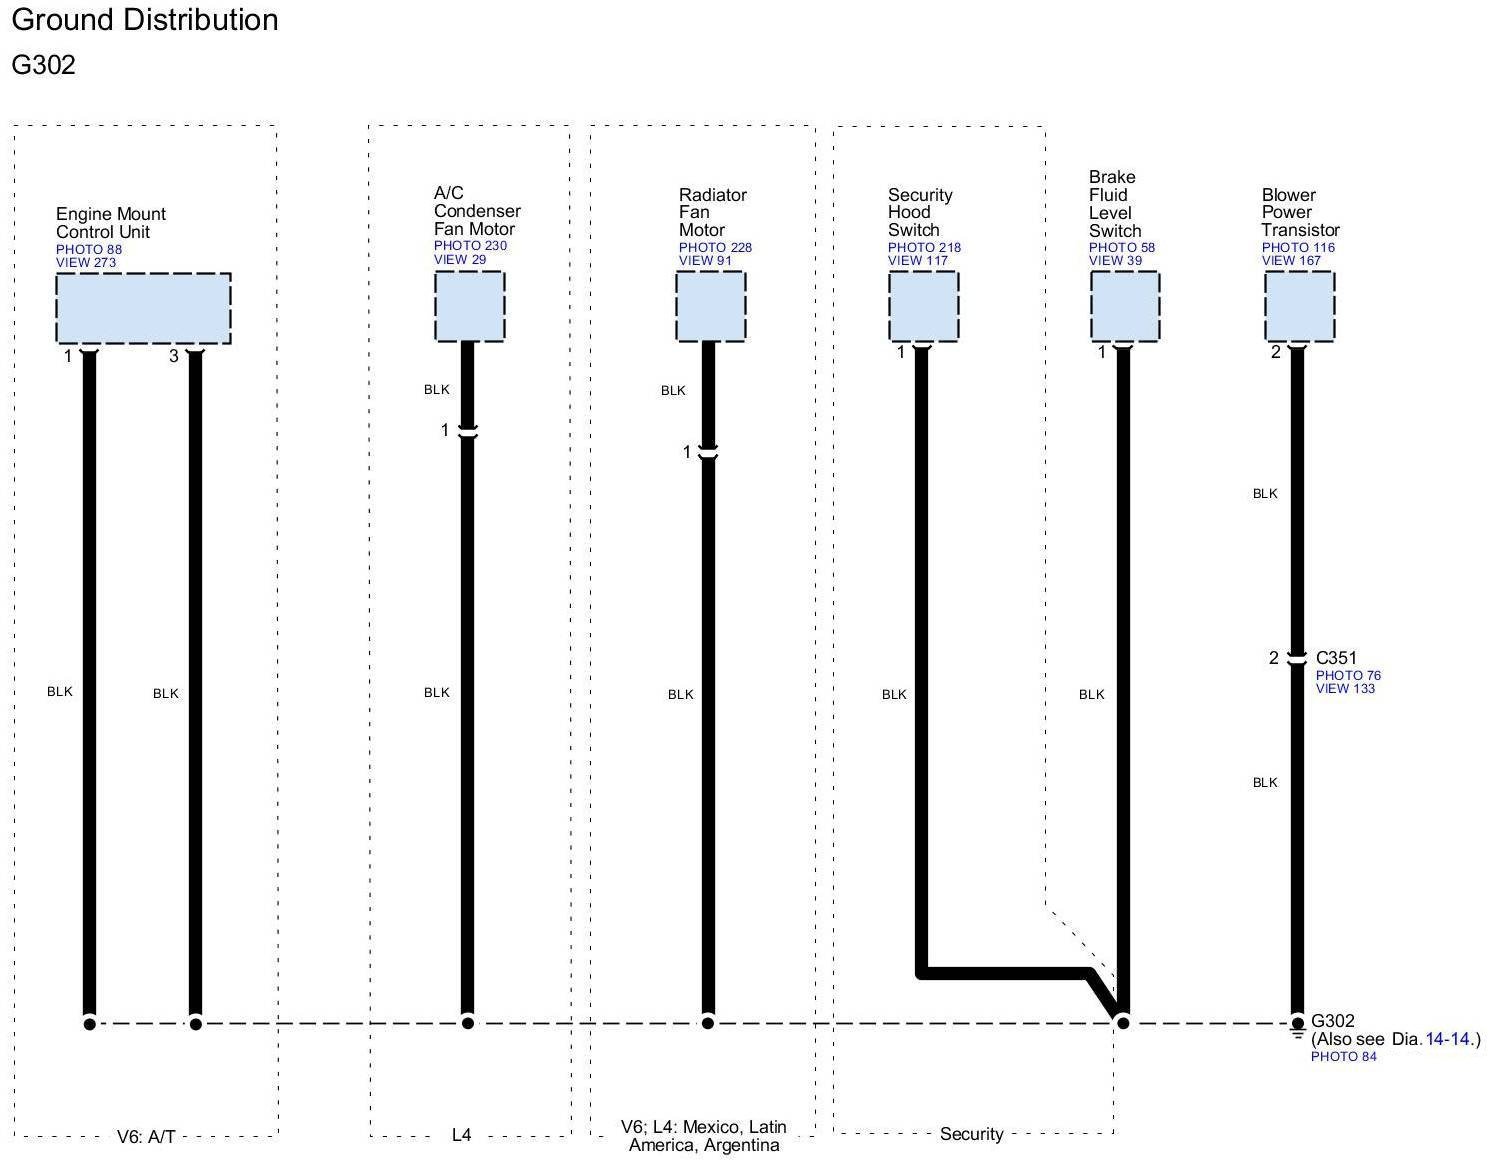 Ground Distribution
G302
Engine Mount
Control Unit
PHOTO 88
VIEW 273
A/C
Condenser
Fan Motor
PHOTO 230
VIEW 29
Radiator
Fan
Motor
PHOTO 228
VIEW 91
Security
Hood
Switch
PHOTO 218
VIEW 117
Brake
Fluid
Level
Switch
PHOTO 58
VIEW 39
Blower
Power
Transistor
PHOTO 116
VIEW 167
1
3
1
1
2
BLK
BLK
1
1
BLK
2
C351
PHOTO 76
VIEW 133
BLK
BLK
BLK
BLK
BLK
BLK
BLK
G302
(Also see Dia.14-14.)
PHOTO 84
V6: A/T
L4
V6; L4: Mexico, Latin
America, Argentina
Security